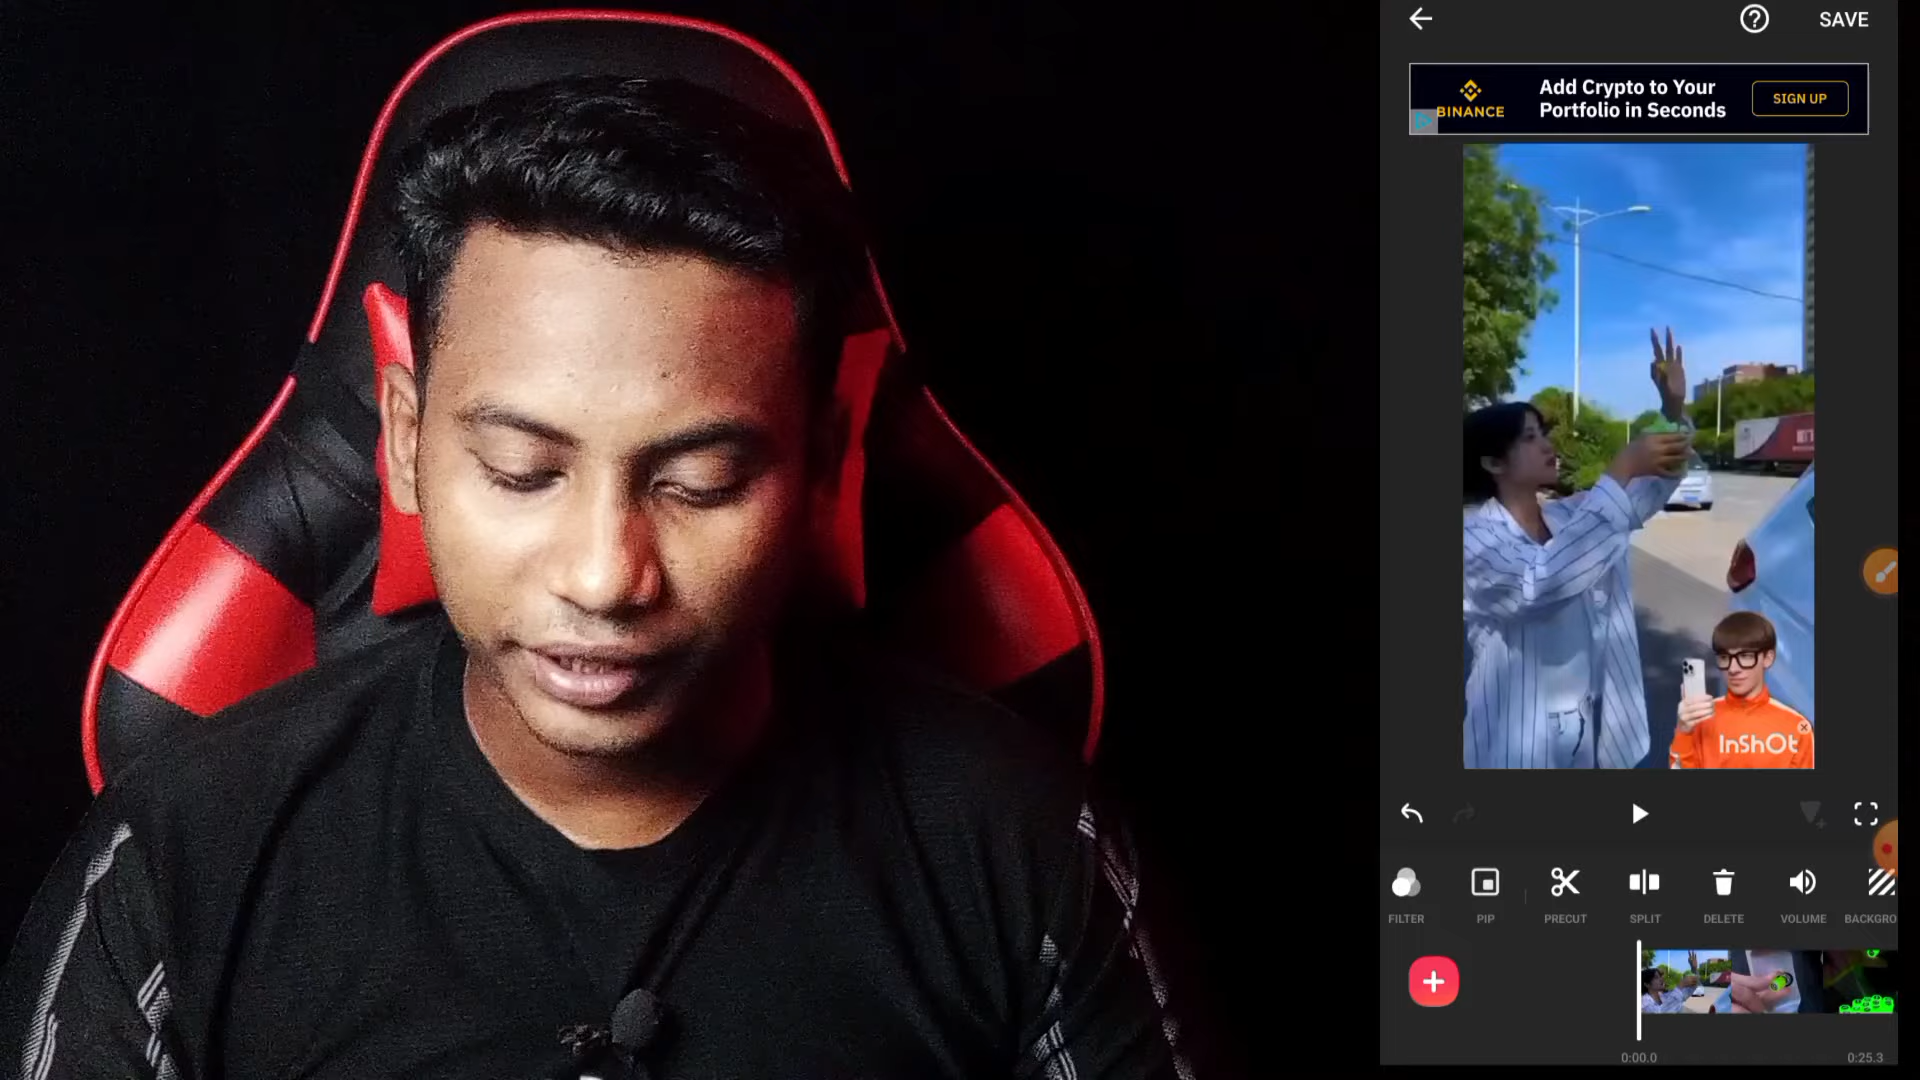 SAVE
BINANCE
Add Crypto to Your
Portfolio in Seconds
SIGN UP
InShOt
FILTER
PIP
PRECUT
SPLIT
DELETE
VOLUME
BACKGRO
0:00.0
0:25.3